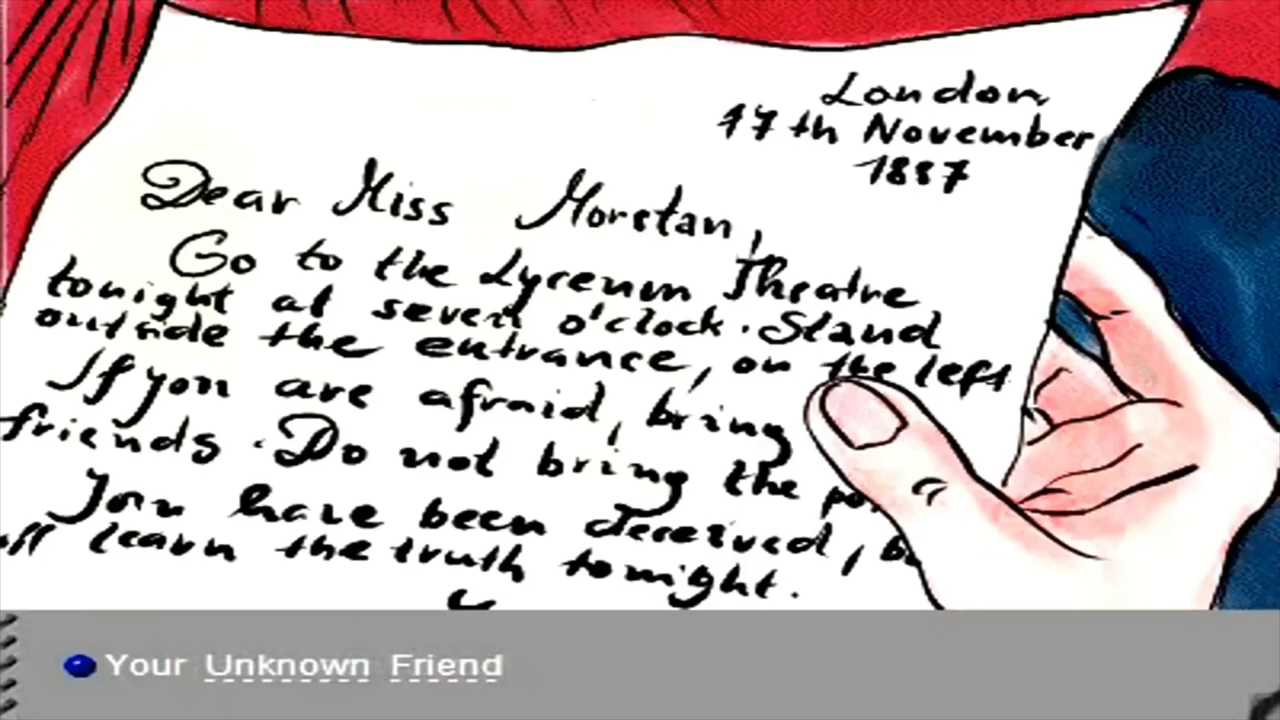 London
17th November
1887
Dear Miss Morstan,
Go to the Lyceum Theatre
tonight at seven o'clock. Stand
outside the entrance, on the left
If you are afraid, bring
friends. Do not bring the
You have been deceived,
learn the truth tonight.
Your Unknown Friend